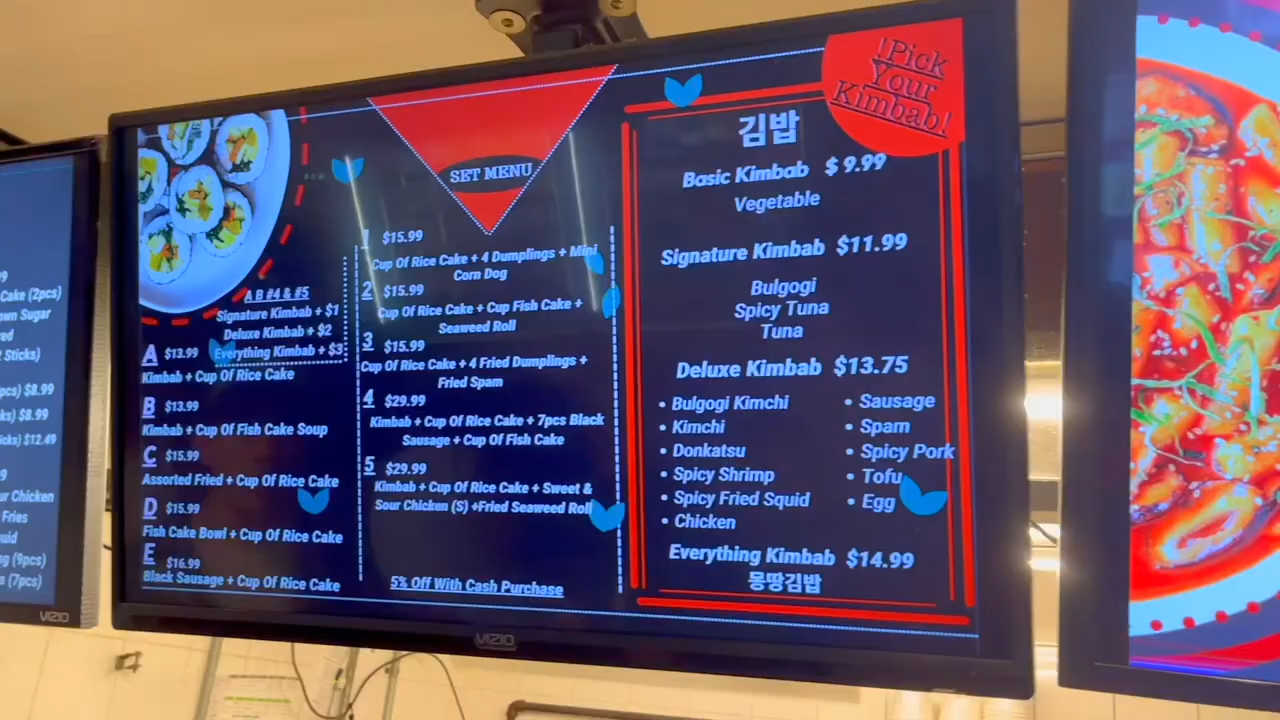 Cake (2pcs)
Sugar
Sticks)
$8.99
$8.99
$12.49
Chicken
Fries
(9pcs)
(7pcs)
VIZIO
A B #4 & #5
Signature Kimbab + $1
Deluxe Kimbab + $2
Everything Kimbab + $3
A $13.99
Kimbab + Cup Of Rice Cake
B $13.99
Kimbab + Cup Of Fish Cake Soup
C $15.99
Assorted Fried + Cup Of Rice Cake
D $15.99
Fish Cake Bowl + Cup Of Rice Cake
E $16.99
Black Sausage + Cup Of Rice Cake
SET MENU
1 $15.99
Cup Of Rice Cake + 4 Dumplings + Mini
Corn Dog
2 $15.99
Cup Of Rice Cake + Cup Fish Cake +
Seaweed Roll
3 $15.99
Cup Of Rice Cake + 4 Fried Dumplings +
Fried Spam
4 $29.99
Kimbab + Cup Of Rice Cake + 7pcs Black
Sausage + Cup Of Fish Cake
5 $29.99
Kimbab + Cup Of Rice Cake + Sweet &
Sour Chicken (S) +Fried Seaweed Roll
5% Off With Cash Purchase
!Pick
Your
Kimbab!
김밥
Basic Kimbab $ 9.99
Vegetable
Signature Kimbab $11.99
Bulgogi
Spicy Tuna
Tuna
Deluxe Kimbab $13.75
• Bulgogi Kimchi
• Kimchi
• Donkatsu
• Spicy Shrimp
• Spicy Fried Squid
• Chicken
• Sausage
• Spam
• Spicy Pork
• Tofu
• Egg
Everything Kimbab $14.99
몽땅김밥
VIZIO